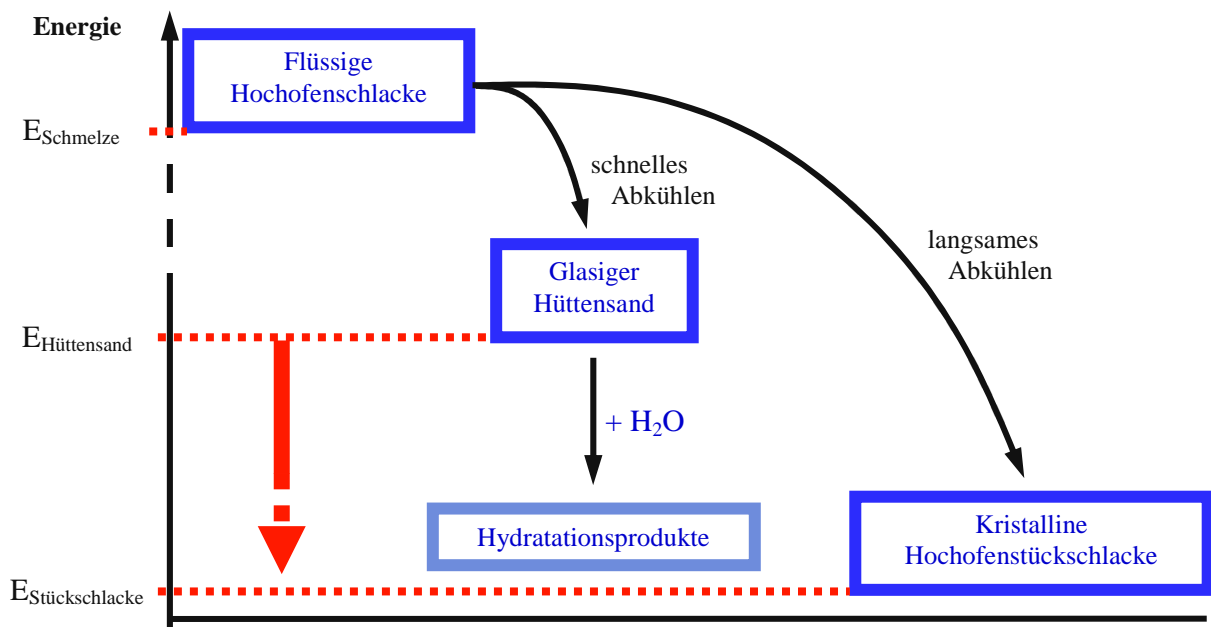 Energie
Flüssige
Hochofenschlacke
E_Schmelze
schnelles
Abkühlen
langsames
Abkühlen
Glasiger
Hüttensand
E_Hüttensand
+ H₂O
Hydratationsprodukte
Kristalline
Hochofenstückschlacke
E_Stückschlacke